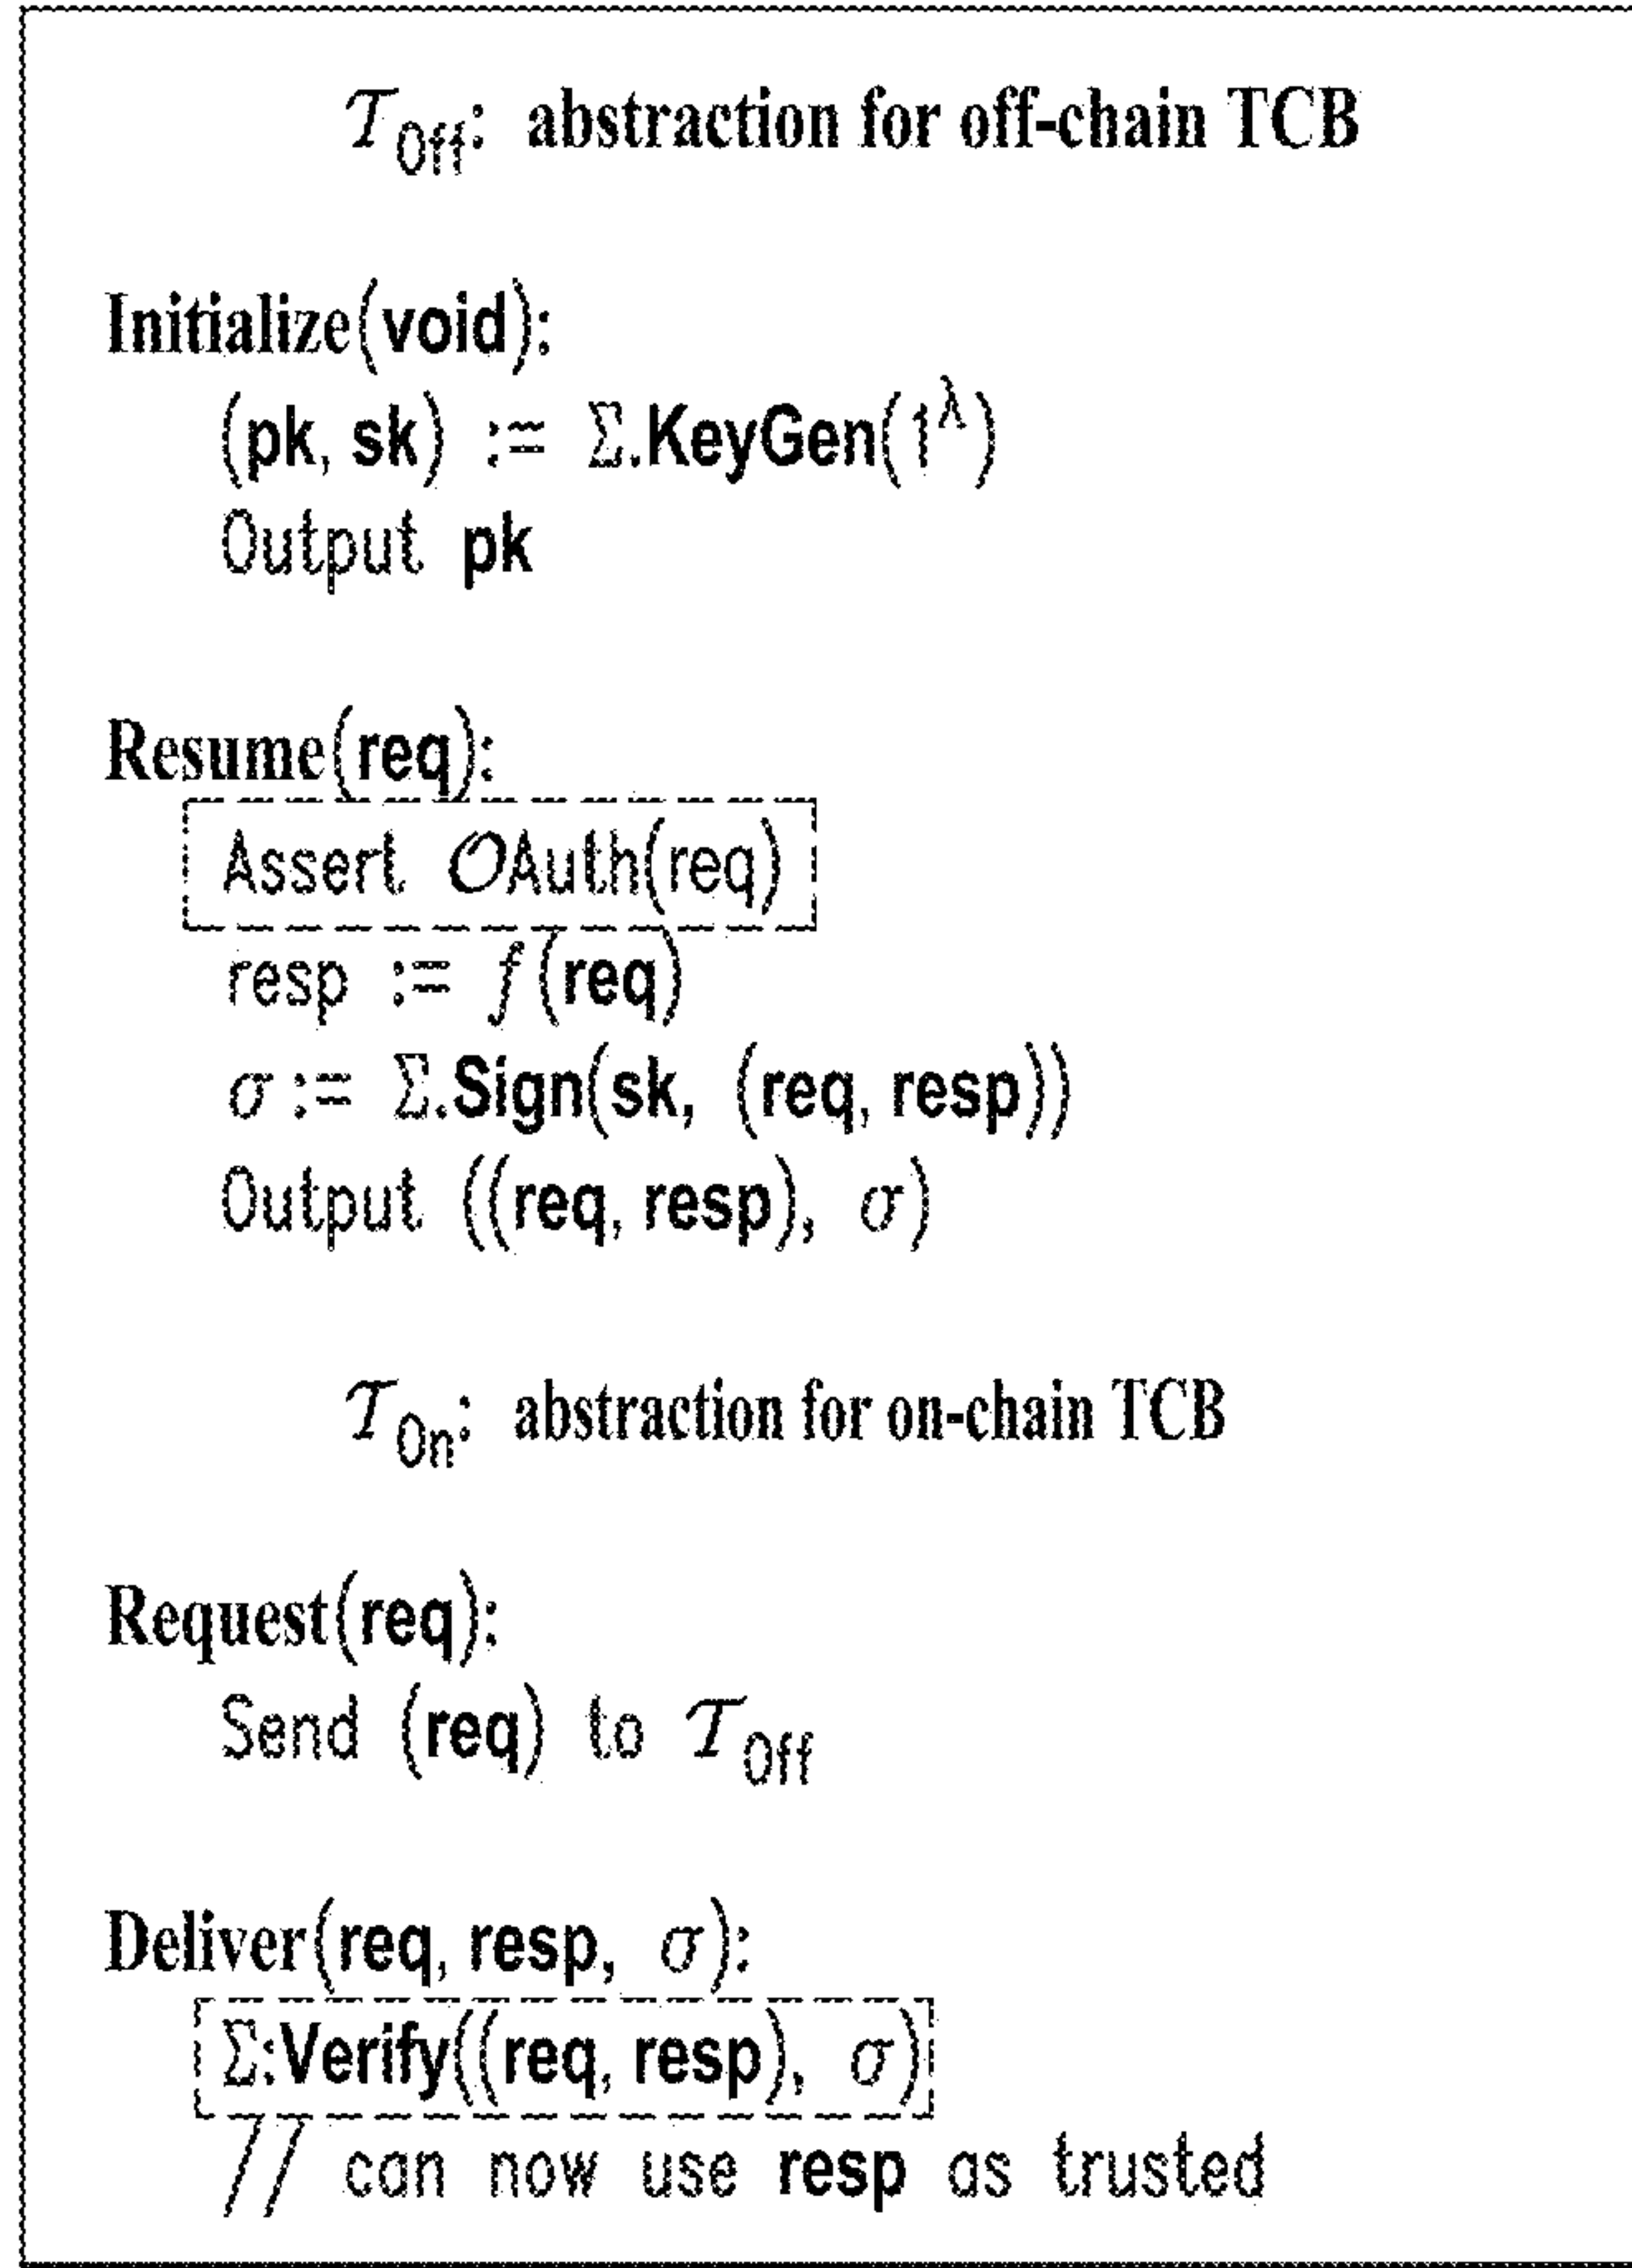 𝒯Off: abstraction for off-chain TCB
Initialize(void):
(pk, sk) := Σ.KeyGen(1^λ)
Output pk
Resume(req):
Assert 𝒪Auth(req)
resp := f(req)
σ := Σ.Sign(sk, (req, resp))
Output ((req, resp), σ)
𝒯On: abstraction for on-chain TCB
Request(req):
Send (req) to 𝒯Off
Deliver(req, resp, σ):
Σ:Verify((req, resp), σ)
// can now use resp as trusted